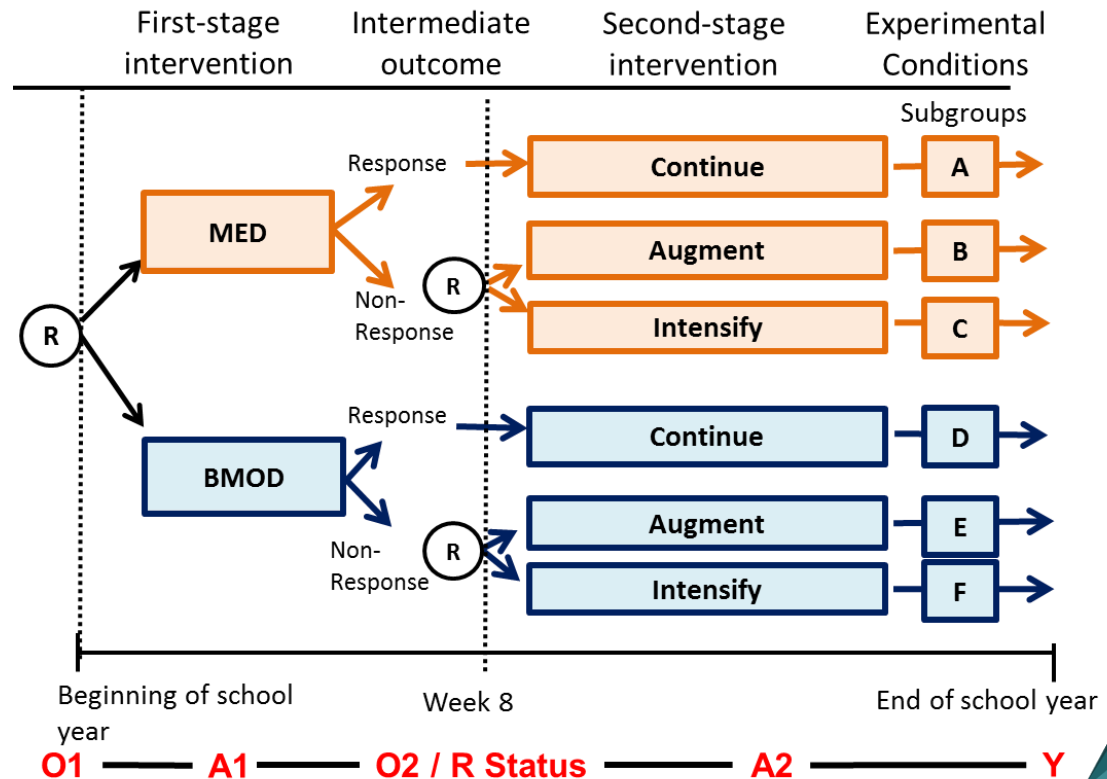 First-stage
intervention
Intermediate
outcome
Second-stage
intervention
Experimental
Conditions
Subgroups
Response
Continue
A
MED
Augment
B
R
Non-
Response
R
Intensify
C
Response
Continue
D
BMOD
Augment
E
Non-
Response
R
Intensify
F
Beginning of school
year
Week 8
End of school year
O1
A1
O2 / R Status
A2
Y